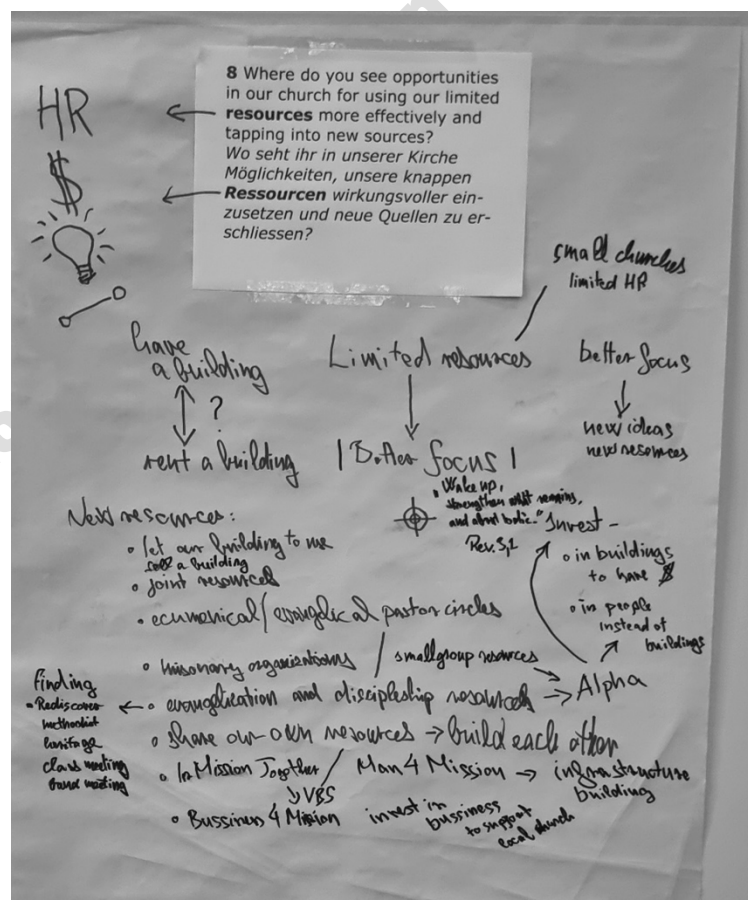 8 Where do you see opportunities
in our church for using our limited
resources more effectively and
tapping into new sources?
Wo seht ihr in unserer Kirche
Möglichkeiten, unsere knappen
Ressourcen wirkungsvoller ein-
zusetzen und neue Quellen zu er-
schliessen?
HR
$
small churches
limited HR
have
a building
?
rent a building
Limited resources
Better focus
better focus
new ideas
new resources
"Wake up,
strengthen what remains,
and about to die."
Rev. 3,1
Invest -
in buildings
to have $
in people
instead of
buildings
New resources:
let our building to use
sell a building
joint resources
ecumenical / evanglical pastor circles
missonary organizations / smallgroup resources
evangelication and discipleship resources → Alpha
finding
Rediscover
methodist
heritage
class meeting
band meeting
share our own resources → build each other
In Mission Together / Man 4 Mission → infrastructure
building
VBS
Bussiness 4 Mission
invest in
bussiness
to support
local church